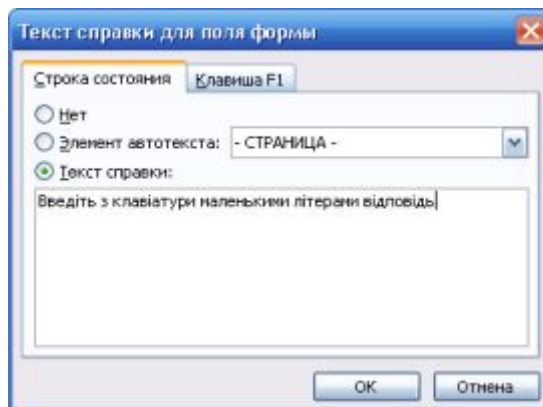 Текст справки для поля формы
Строка состояния Клавиша F1
Нет
Элемент автотекста: - СТРАНИЦА -
Текст справки:
Введіть з клавіатури маленькими літерами відповідь
ОК Отмена